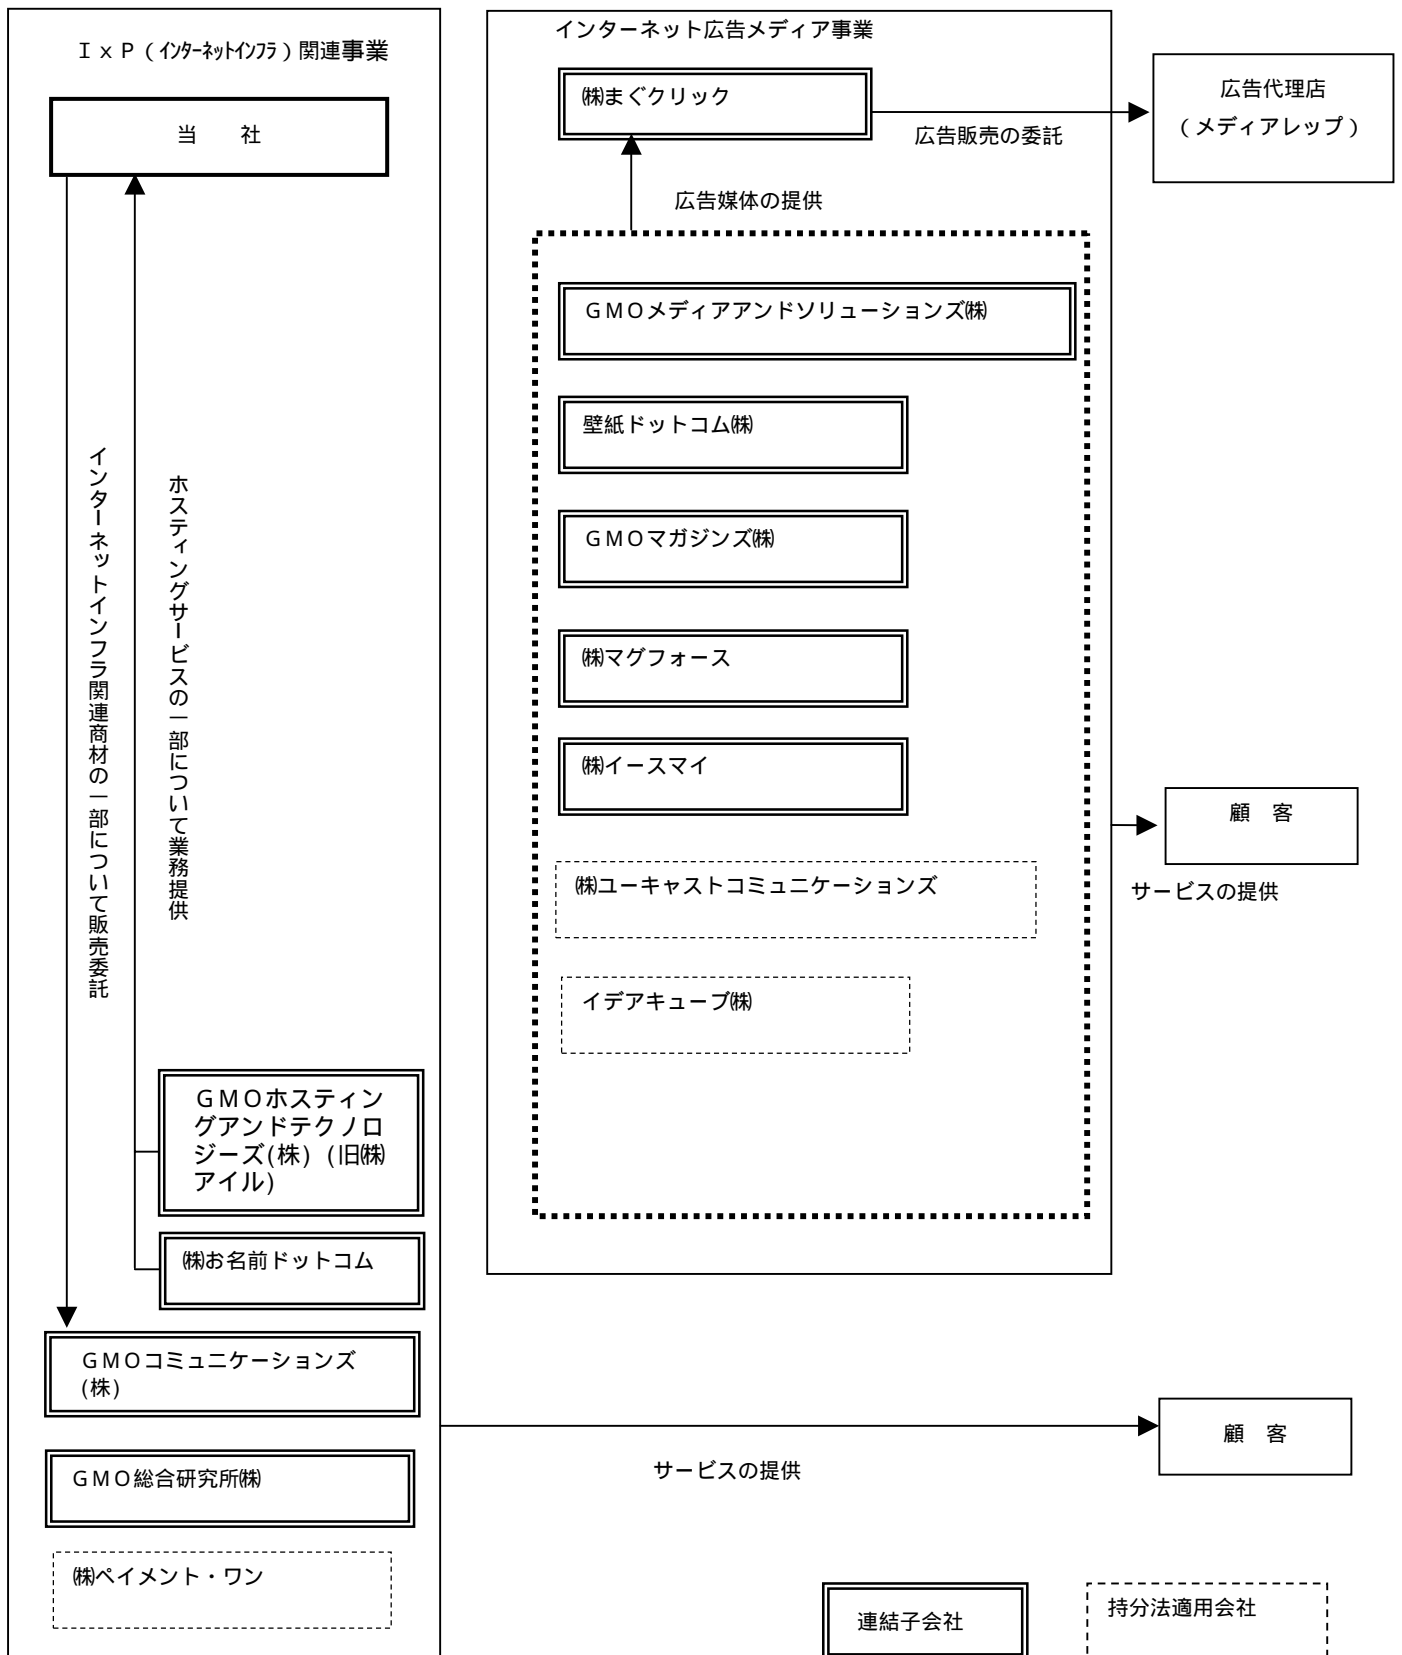 ＩｘＰ（ｲﾝﾀｰﾈｯﾄｲﾝﾌﾗ）関連事業
当　　社
インターネットインフラ関連商材の一部について販売委託
ホスティングサービスの一部について業務提供
ＧＭＯホスティン
グアンドテクノロ
ジーズ(株) (旧㈱
アイル)
㈱お名前ドットコム
ＧＭＯコミュニケーションズ
(株)
ＧＭＯ総合研究所㈱
㈱ペイメント・ワン
インターネット広告メディア事業
㈱まぐクリック
広告販売の委託
広告代理店
（メディアレップ）
広告媒体の提供
ＧＭＯメディアアンドソリューションズ㈱
壁紙ドットコム㈱
ＧＭＯマガジンズ㈱
㈱マグフォース
㈱イースマイ
㈱ユーキャストコミュニケーションズ
イデアキューブ㈱
顧　客
サービスの提供
顧　客
サービスの提供
連結子会社
持分法適用会社